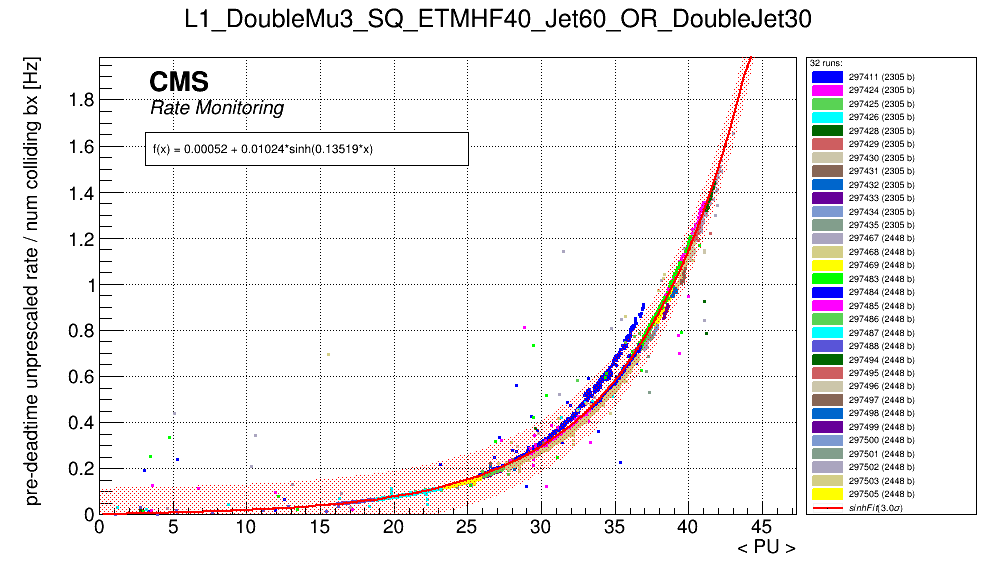 L1_DoubleMu3_SQ_ETMHF40_Jet60_OR_DoubleJet30
pre-deadtime unprescaled rate / num colliding bx [Hz]
CMS
Rate Monitoring
f(x) = 0.00052 + 0.01024*sinh(0.13519*x)
1.8
1.6
1.4
1.2
1
0.8
0.6
0.4
0.2
0
0 5 10 15 20 25 30 35 40 45
< PU >
32 runs:
297411 (2305 b)
297424 (2305 b)
297425 (2305 b)
297426 (2305 b)
297428 (2305 b)
297429 (2305 b)
297430 (2305 b)
297431 (2305 b)
297432 (2305 b)
297433 (2305 b)
297434 (2305 b)
297435 (2305 b)
297467 (2448 b)
297468 (2448 b)
297469 (2448 b)
297483 (2448 b)
297484 (2448 b)
297485 (2448 b)
297486 (2448 b)
297487 (2448 b)
297488 (2448 b)
297494 (2448 b)
297495 (2448 b)
297496 (2448 b)
297497 (2448 b)
297498 (2448 b)
297499 (2448 b)
297500 (2448 b)
297501 (2448 b)
297502 (2448 b)
297503 (2448 b)
297505 (2448 b)
sinhFit(3.0σ)